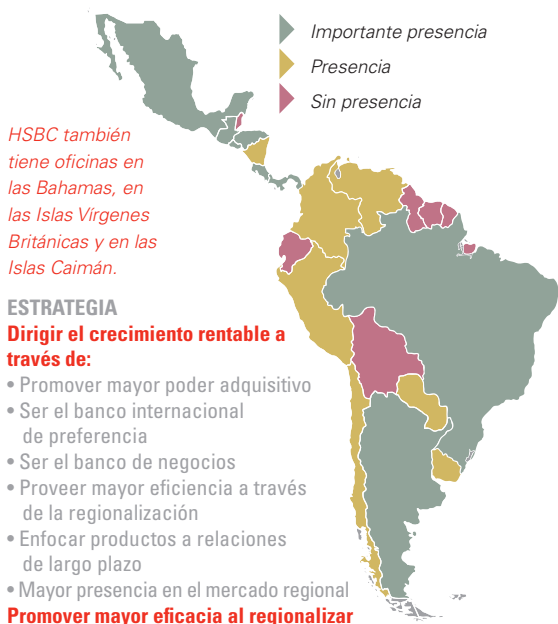 Importante presencia
Presencia
Sin presencia
HSBC también
tiene oficinas en
las Bahamas, en
las Islas Vírgenes
Británicas y en las
Islas Caimán.
ESTRATEGIA
Dirigir el crecimiento rentable a
través de:
• Promover mayor poder adquisitivo
• Ser el banco internacional
de preferencia
• Ser el banco de negocios
• Proveer mayor eficiencia a través
de la regionalización
• Enfocar productos a relaciones
de largo plazo
• Mayor presencia en el mercado regional
Promover mayor eficacia al regionalizar